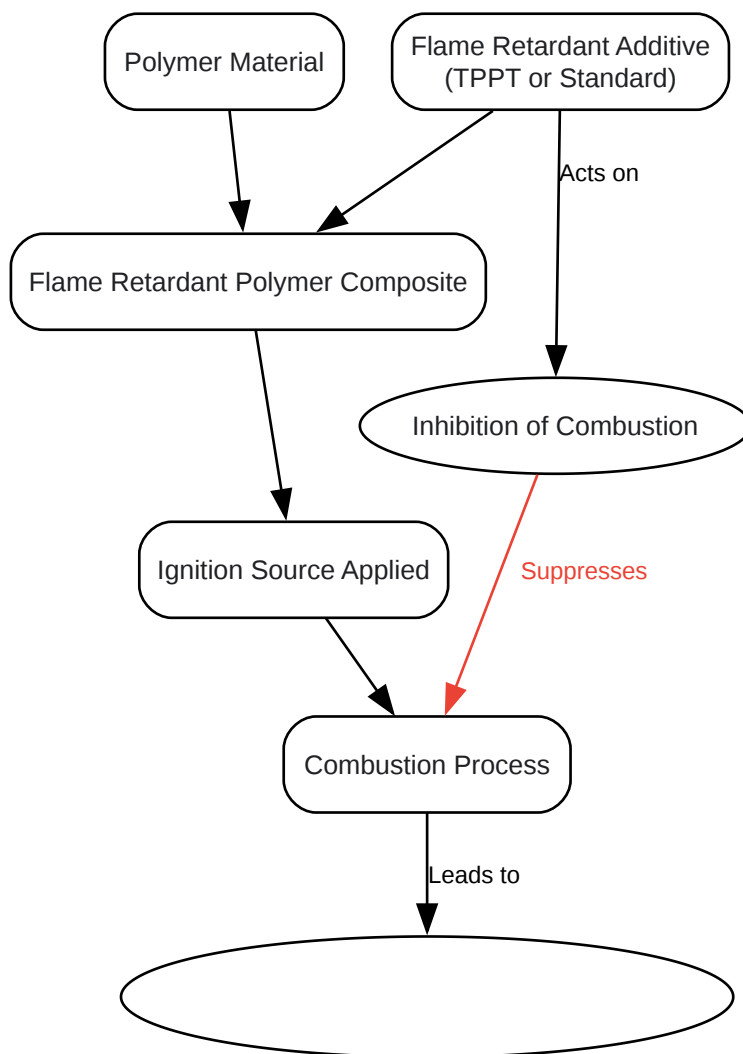 Polymer Material
Flame Retardant Additive
(TPPT or Standard)
Acts on
Flame Retardant Polymer Composite
Inhibition of Combustion
Ignition Source Applied
Suppresses
Combustion Process
Leads to